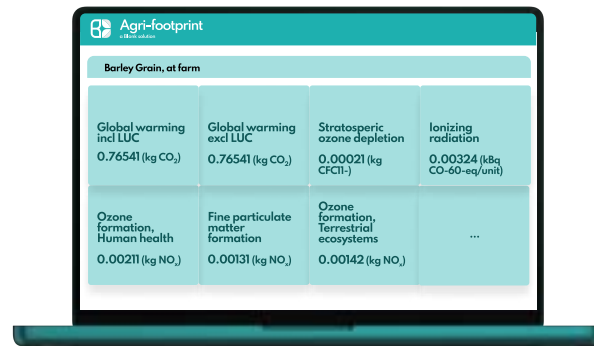 Agri-footprint
a Blonk solution
Barley Grain, at farm
Global warming
incl LUC
0.76541 (kg CO₂)
Global warming
excl LUC
0.76541 (kg CO₂)
Stratosperic
ozone depletion
0.00021 (kg
CFC11-)
Ionizing
radiation
0.00324 (kBq
CO-60-eq/unit)
Ozone
formation,
Human health
0.00211 (kg NOₓ)
Fine particulate
matter
formation
0.00131 (kg NOₓ)
Ozone
formation,
Terrestrial
ecosystems
0.00142 (kg NOₓ)
...